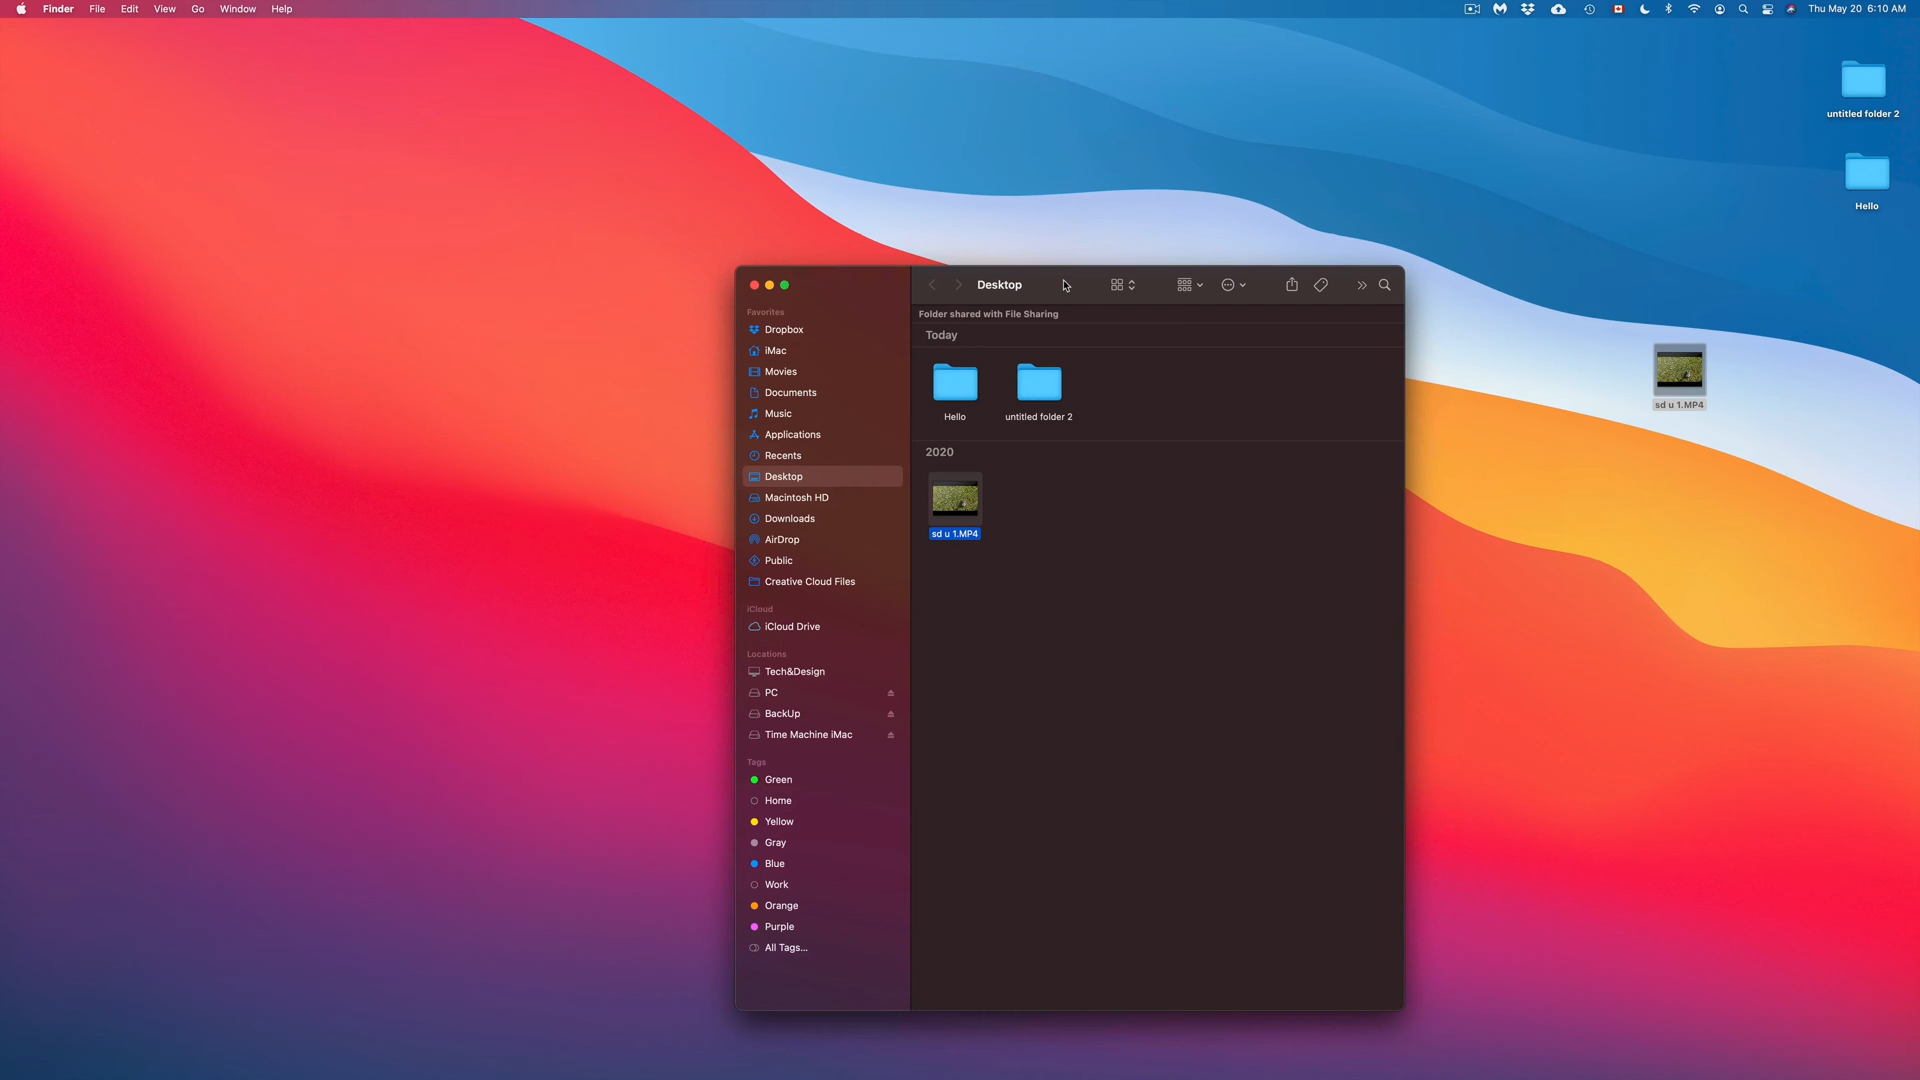 Finder File Edit View Go Window Help Thu May 20 6:10 AM
untitled folder 2
Hello
Desktop
Folder shared with File Sharing
Today
Hello untitled folder 2
2020
sd u 1.MP4
Favorites
Dropbox
iMac
Movies
Documents
Music
Applications
Recents
Desktop
Macintosh HD
Downloads
AirDrop
Public
Creative Cloud Files
iCloud
iCloud Drive
Locations
Tech&Design
PC
BackUp
Time Machine iMac
Tags
Green
Home
Yellow
Gray
Blue
Work
Orange
Purple
All Tags...
sd u 1.MP4